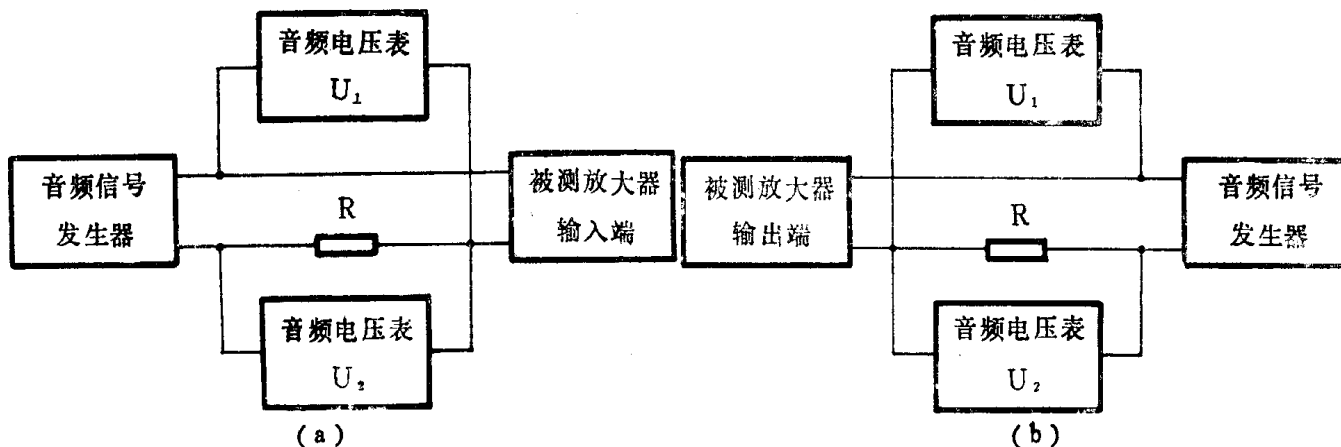 音频电压表
U₁
音频信号
发生器
R
被测放大器
输入端
音频电压表
U₂
(a)
音频电压表
U₁
被测放大器
输出端
R
音频信号
发生器
音频电压表
U₂
(b)